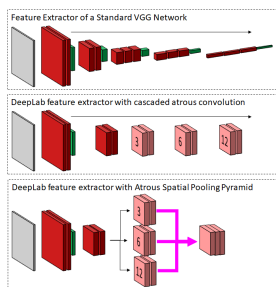 Feature Extractor of a Standard VGG Network
DeepLab feature extractor with cascaded atrous convolution
3 6 12
DeepLab feature extractor with Atrous Spatial Pooling Pyramid
3
6
12